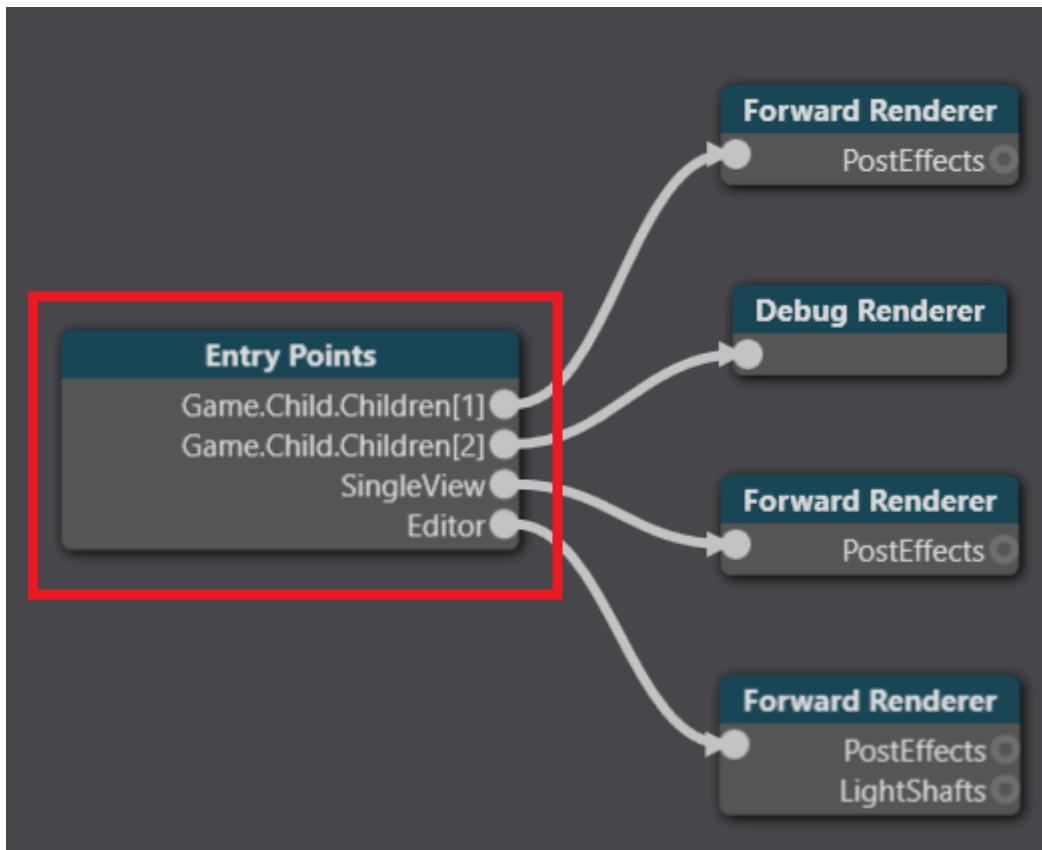 Forward Renderer
PostEffects
Debug Renderer
Entry Points
Game.Child.Children[1]
Game.Child.Children[2]
SingleView
Editor
Forward Renderer
PostEffects
Forward Renderer
PostEffects
LightShafts